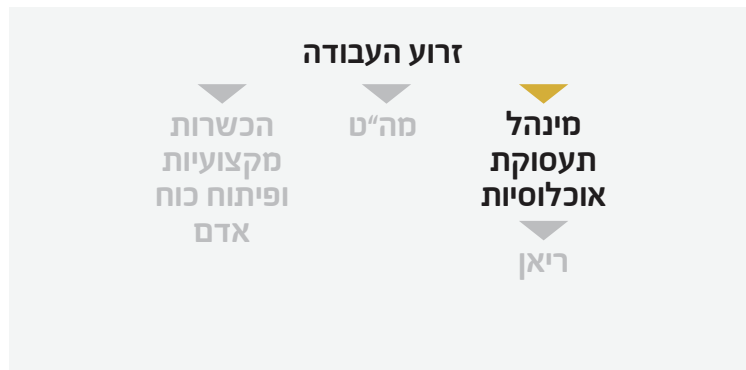 זרוע העבודה
מינהל
תעסוקת
אוכלוסיות
ריאן
מה״ט
הכשרות
מקצועיות
ופיתוח כוח
אדם